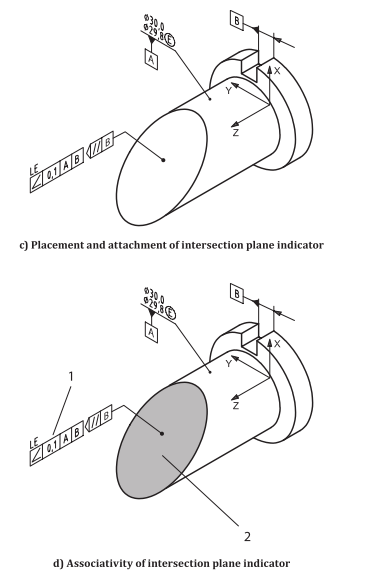 B
ø30.0
ø29.8 Ⓔ
A
X
Y
Z
LE
∠ 0,1 A B // B
c) Placement and attachment of intersection plane indicator
B
ø30.0
ø29.8 Ⓔ
A
X
Y
Z
1
LE
∠ 0,1 A B // B
2
d) Associativity of intersection plane indicator